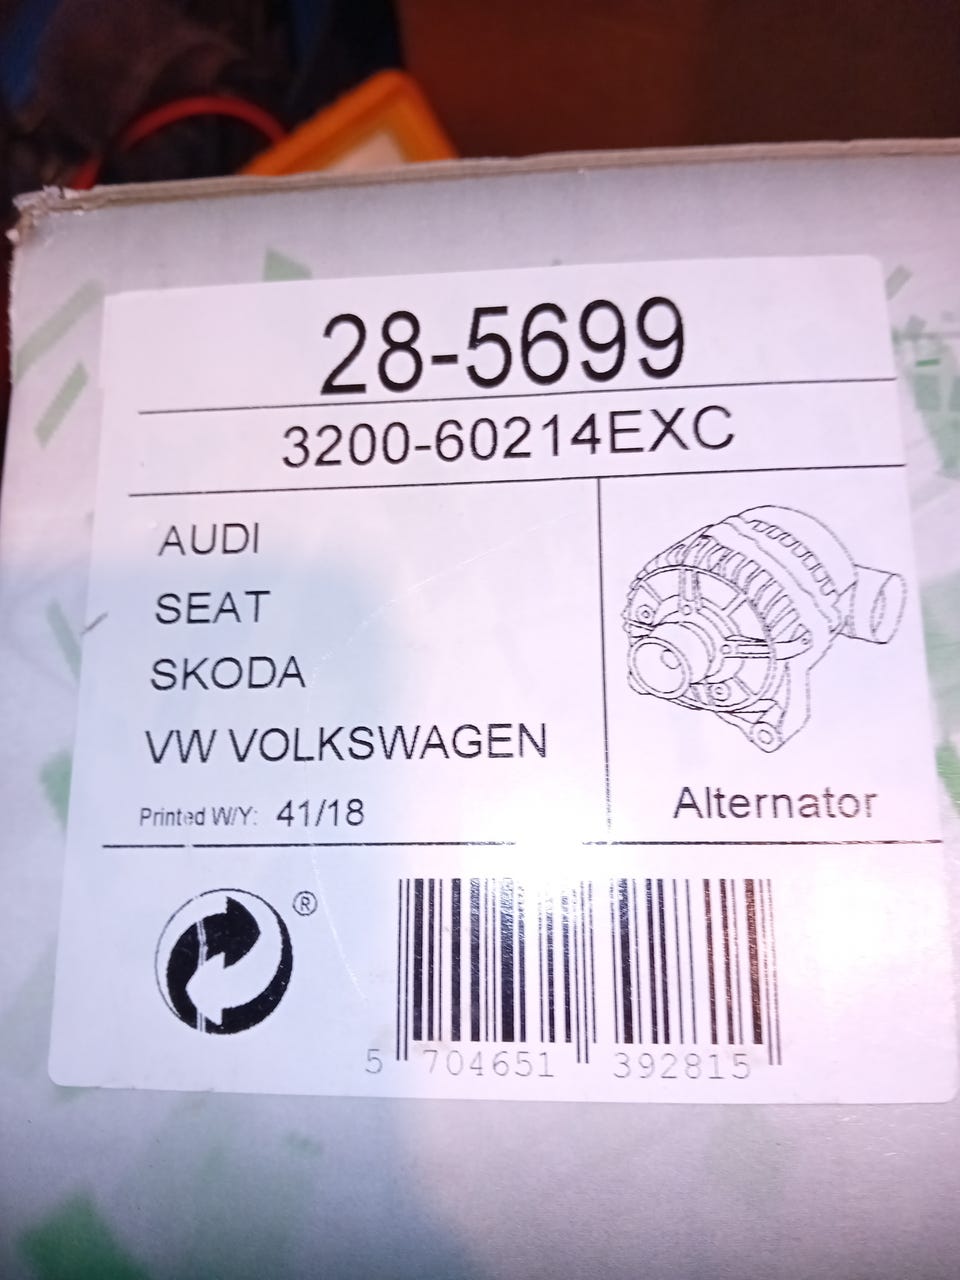 28-5699
3200-60214EXC
AUDI
SEAT
SKODA
VW VOLKSWAGEN
Printed W/Y: 41/18
Alternator
®
5 704651 392815